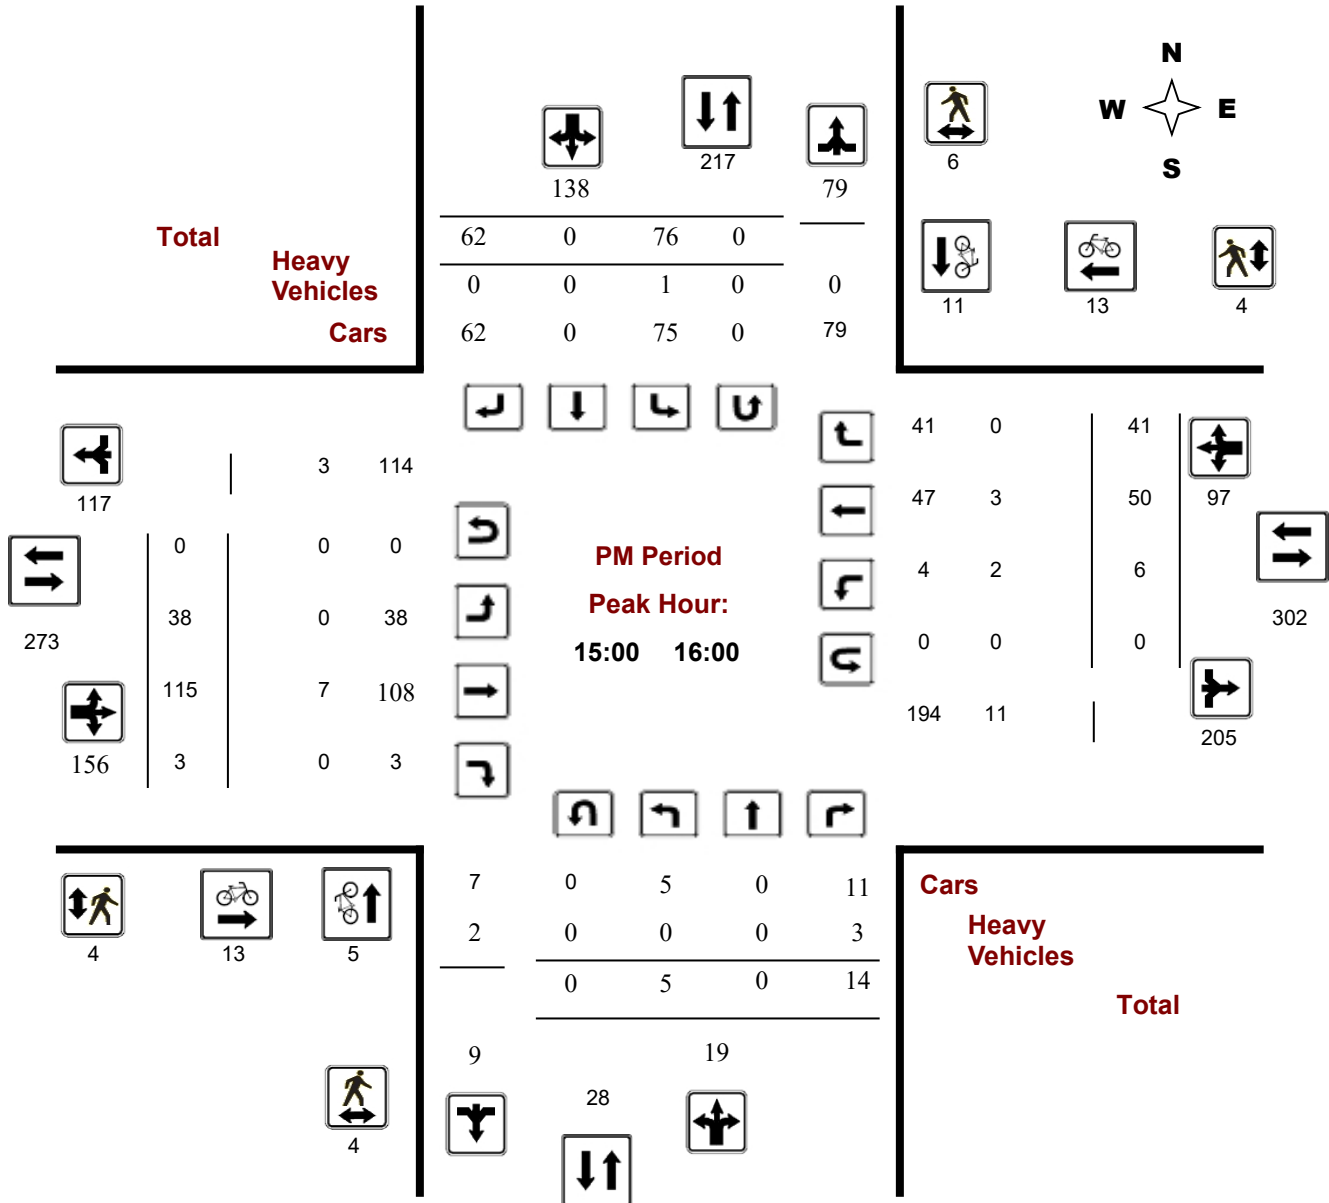 N
W E
S
217
6
138 79
Total 62 0 76 0
Heavy
Vehicles 0 0 1 0 0
Cars 62 0 75 0 79
11 13 4
41 0 41
3 114
117
47 3 50 97
0 0 0
PM Period
4 2 6
Peak Hour:
38 0 38
302
273
15:00 16:00
0 0 0
115 7 108
194 11
205
156 3 0 3
7 0 5 0 11 Cars
2 0 0 0 3 Heavy
Vehicles
4 13 5
0 5 0 14
Total
9 19
28
4